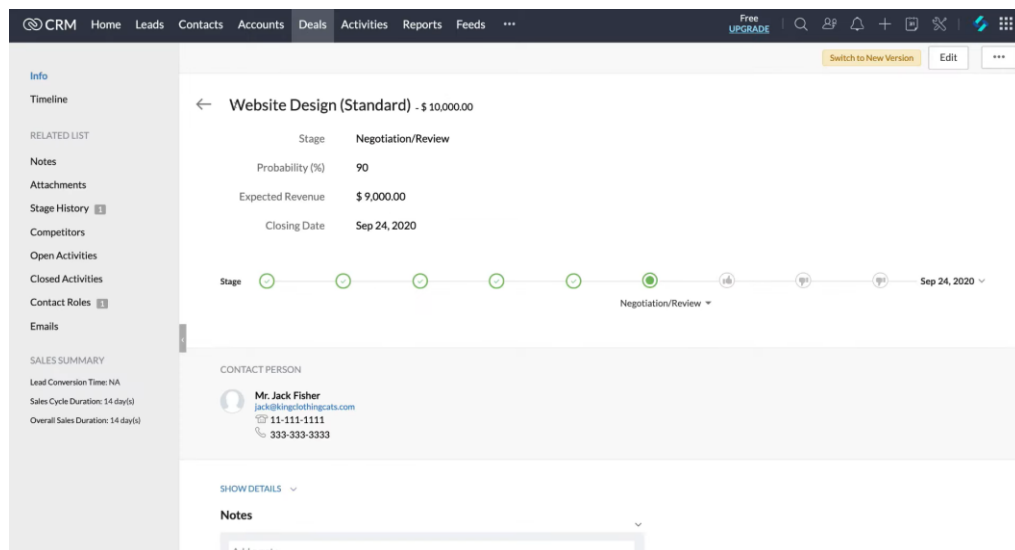 CRM Home Leads Contacts Accounts Deals Activities Reports Feeds ••• Free
UPGRADE
Switch to New Version Edit •••
Info
Timeline
RELATED LIST
Notes
Attachments
Stage History 1
Competitors
Open Activities
Closed Activities
Contact Roles 1
Emails
SALES SUMMARY
Lead Conversion Time: NA
Sales Cycle Duration: 14 day(s)
Overall Sales Duration: 14 day(s)
Website Design (Standard) - $ 10,000.00
Stage Negotiation/Review
Probability (%) 90
Expected Revenue $ 9,000.00
Closing Date Sep 24, 2020
Stage Sep 24, 2020
Negotiation/Review
CONTACT PERSON
Mr. Jack Fisher
jack@kingclothingcats.com
11-111-1111
333-333-3333
SHOW DETAILS
Notes